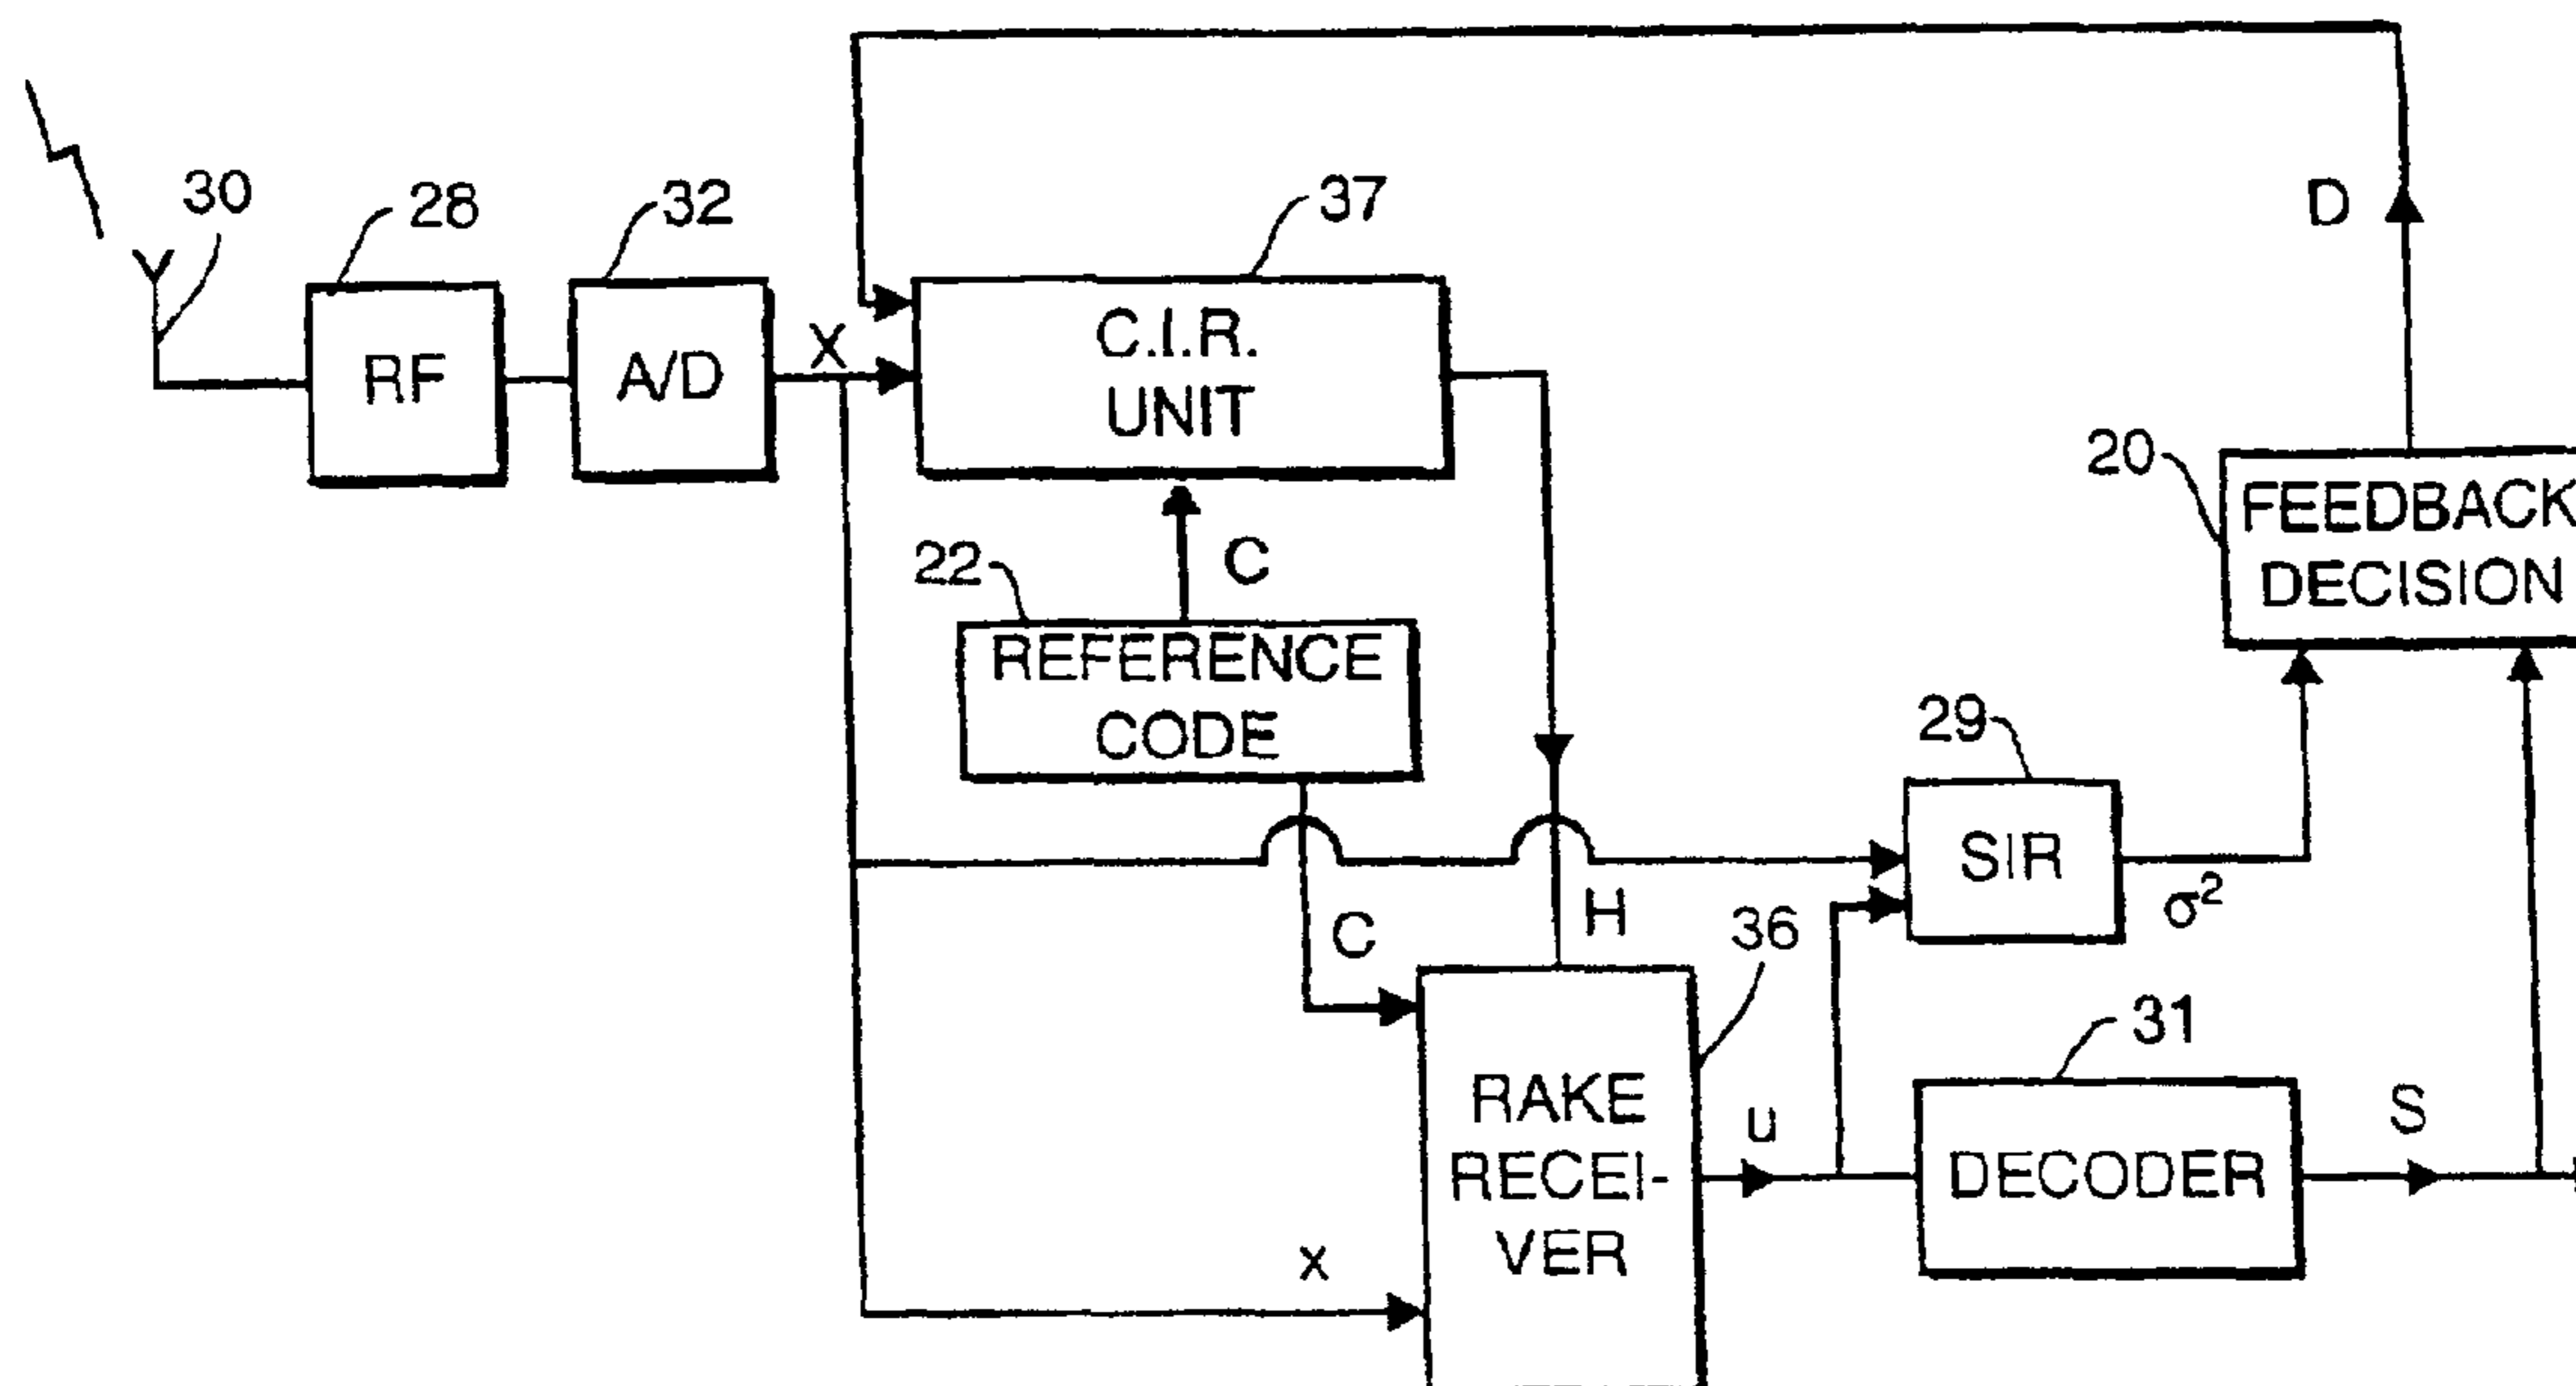 30
28
32
37
D
X
RF
A/D
C.I.R.
UNIT
20
FEEDBACK
DECISION
22
C
REFERENCE
CODE
29
SIR
σ²
H
C
36
31
RAKE
RECEI-
VER
u
DECODER
S
x